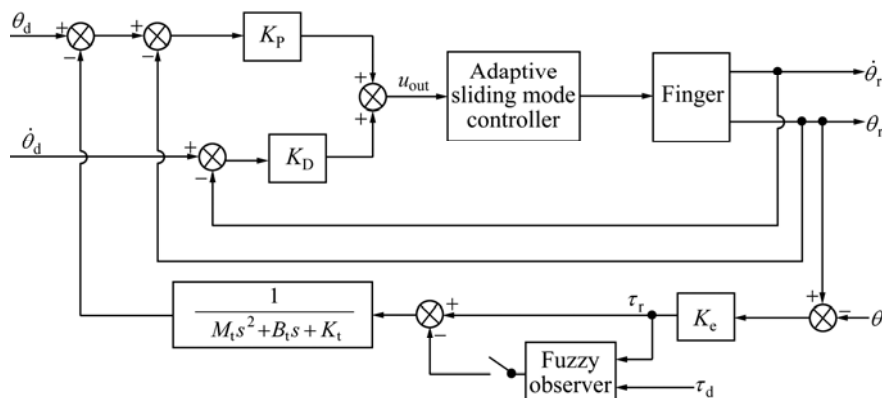 θd
+
−
+
−
+
KP
+
+
uout
Adaptive
sliding mode
controller
Finger
θ̇r
θr
θ̇d
+
−
KD
1
Mts²+Bts+Kt
+
−
τr
Ke
+
−
θ
Fuzzy
observer
τd